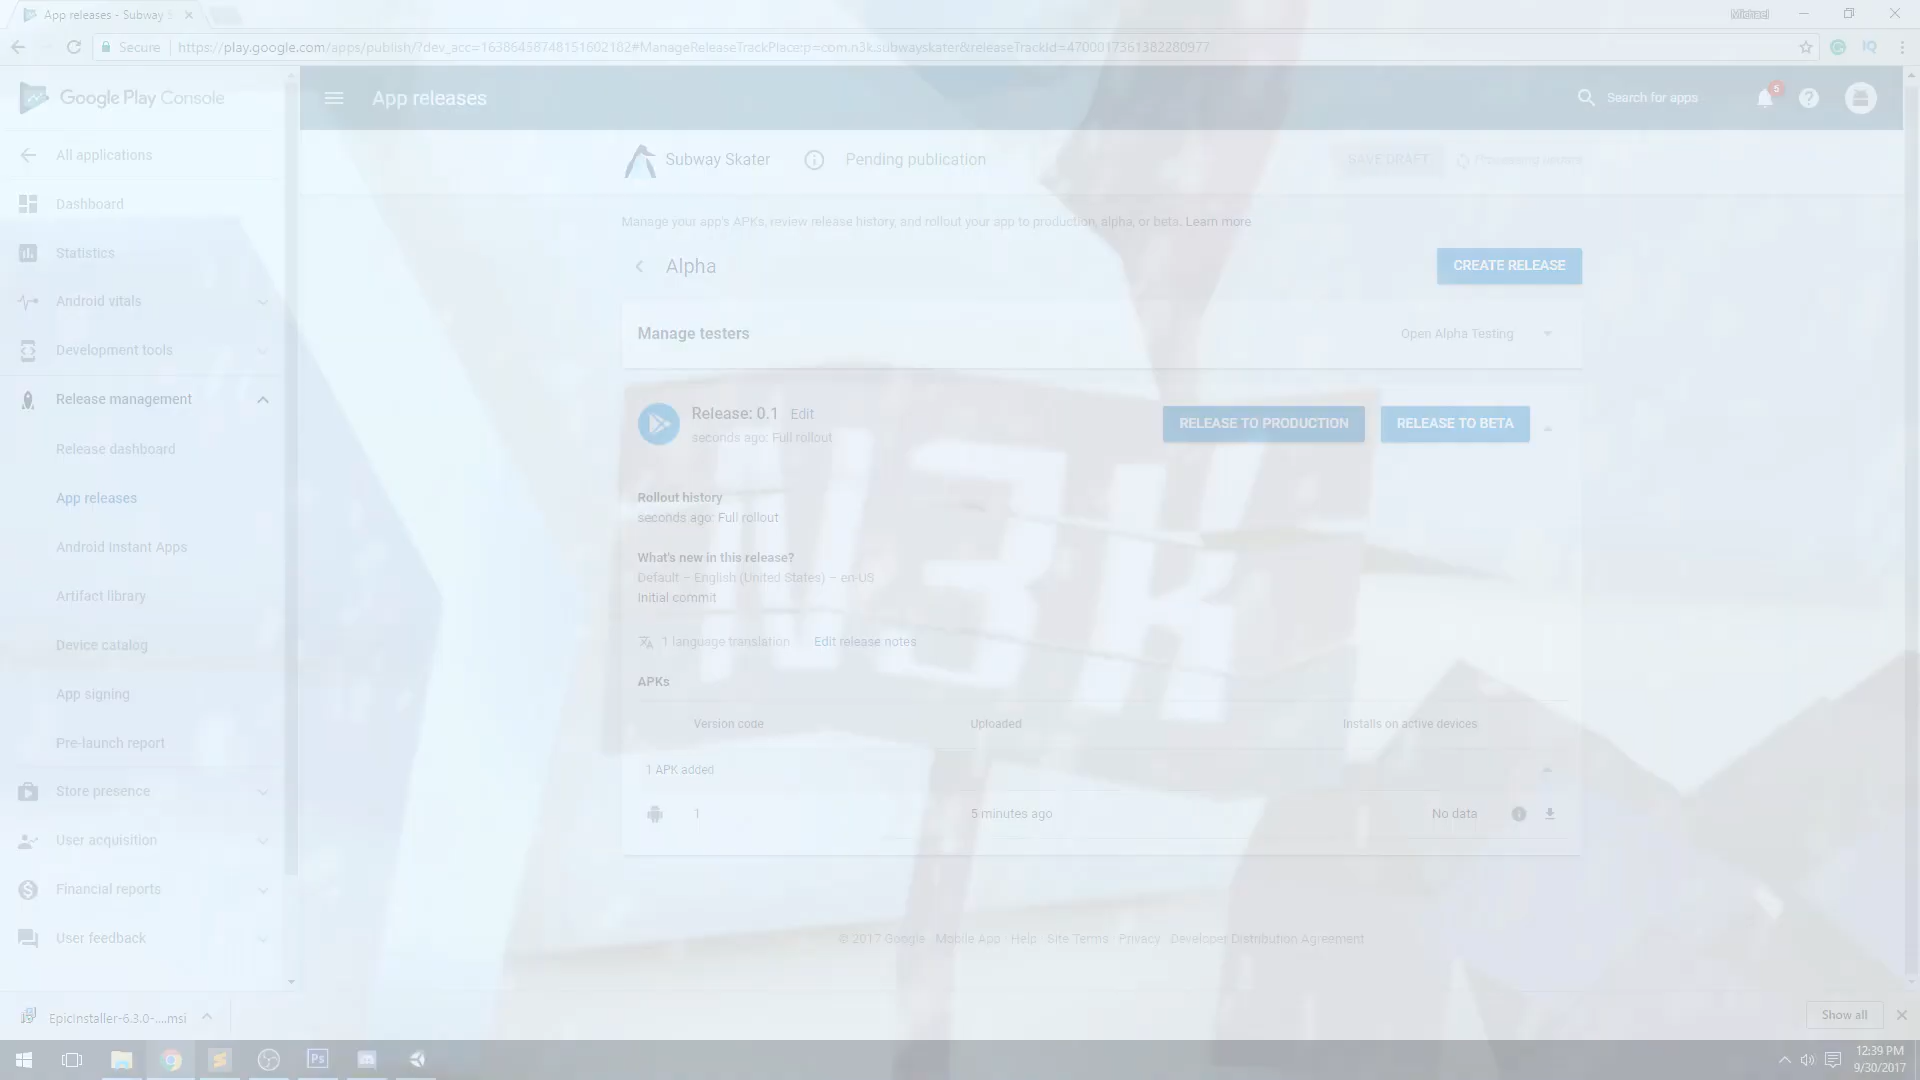 App releases - Subway S
Michael
Secure
https://play.google.com/apps/publish/?dev_acc=16386458748151602182#ManageReleaseTrackPlace:p=com.n3k.subwayskater&releaseTrackId=4700017361382280977
Google Play Console
App releases
Search for apps
5
All applications
Dashboard
Statistics
Android vitals
Development tools
Release management
Release dashboard
App releases
Android Instant Apps
Artifact library
Device catalog
App signing
Pre-launch report
Store presence
User acquisition
Financial reports
User feedback
Subway Skater
Pending publication
SAVE DRAFT
Processing update
Manage your app's APKs, review release history, and rollout your app to production, alpha, or beta. Learn more
Alpha
CREATE RELEASE
Manage testers
Open Alpha Testing
Release: 0.1 Edit
seconds ago: Full rollout
RELEASE TO PRODUCTION
RELEASE TO BETA
N3K
Rollout history
seconds ago: Full rollout
What's new in this release?
Default – English (United States) – en-US
Initial commit
1 language translation
Edit release notes
APKs
Version code
Uploaded
Installs on active devices
1 APK added
1
5 minutes ago
No data
© 2017 Google · Mobile App · Help · Site Terms · Privacy · Developer Distribution Agreement
EpicInstaller-6.3.0-....msi
Show all
Ps
12:39 PM
9/30/2017